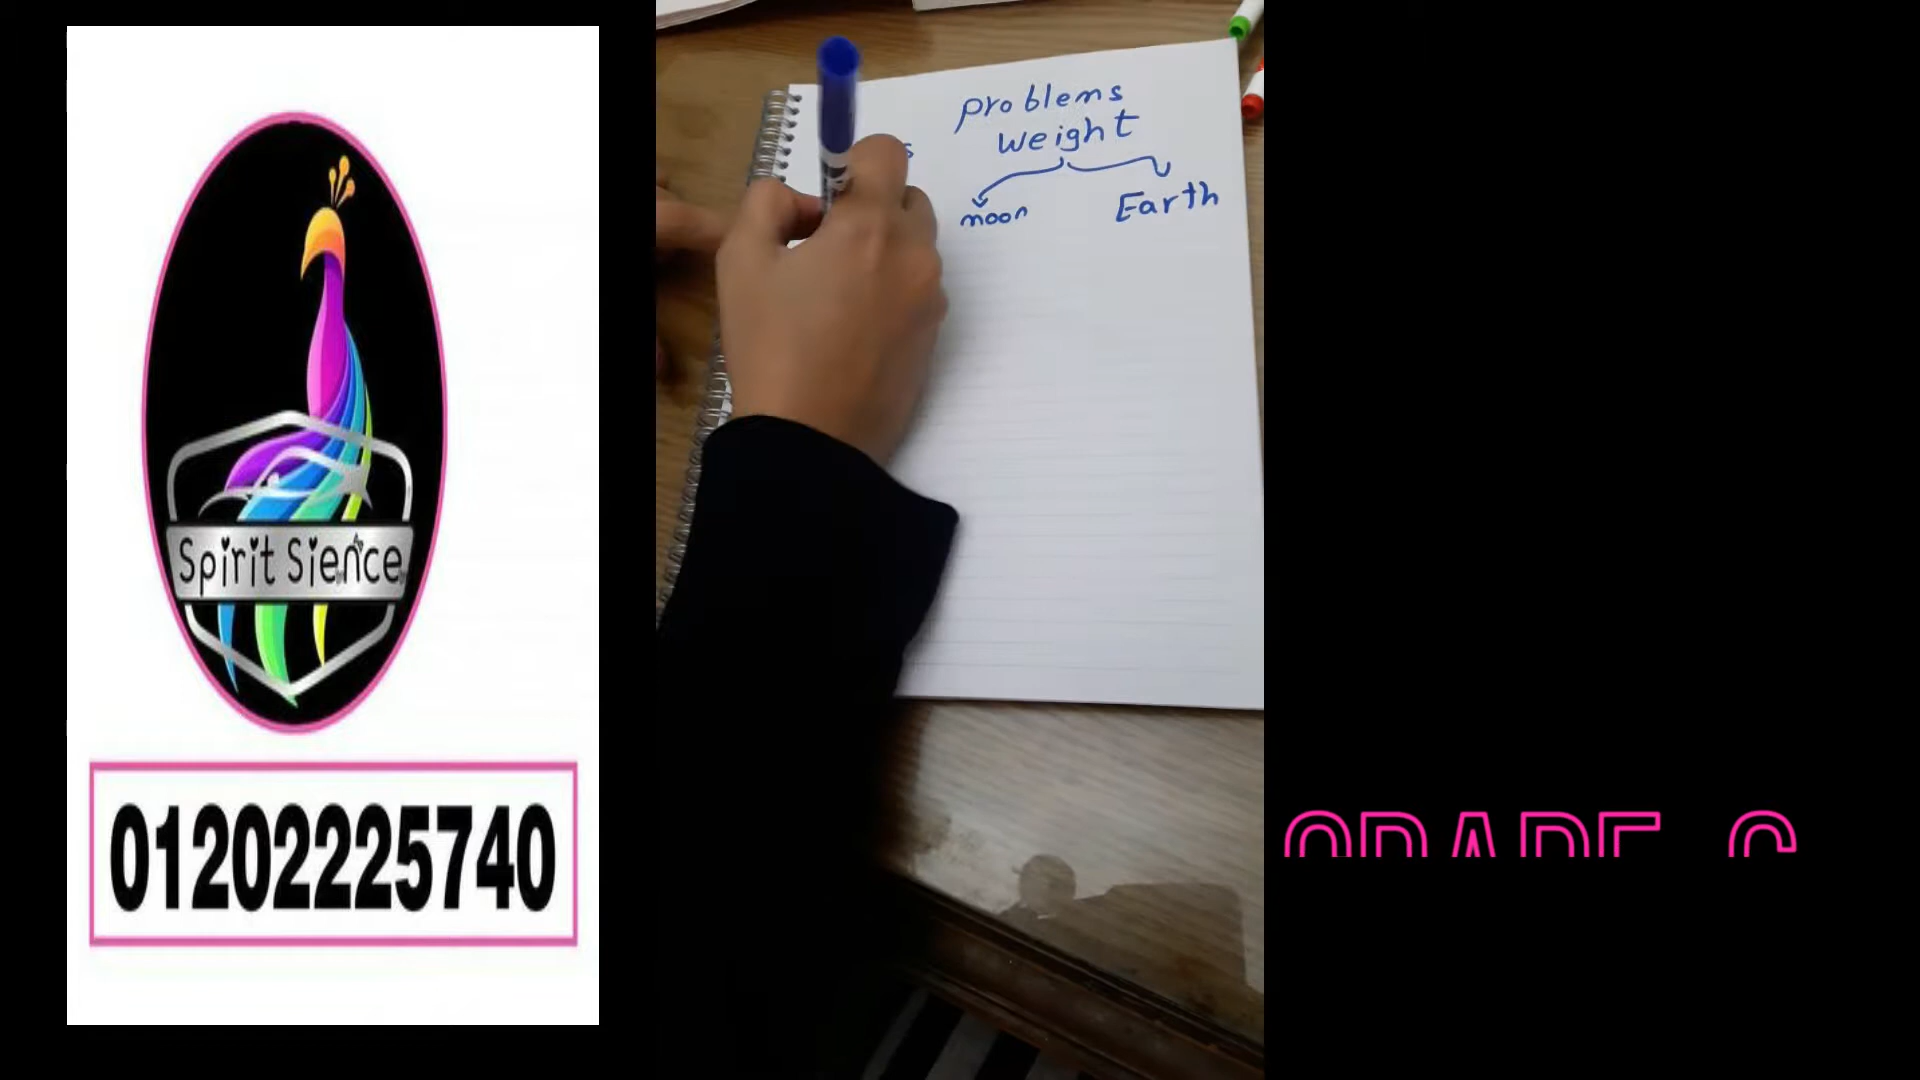 Spirit Sience
01202225740
problems
weight
moon
Earth